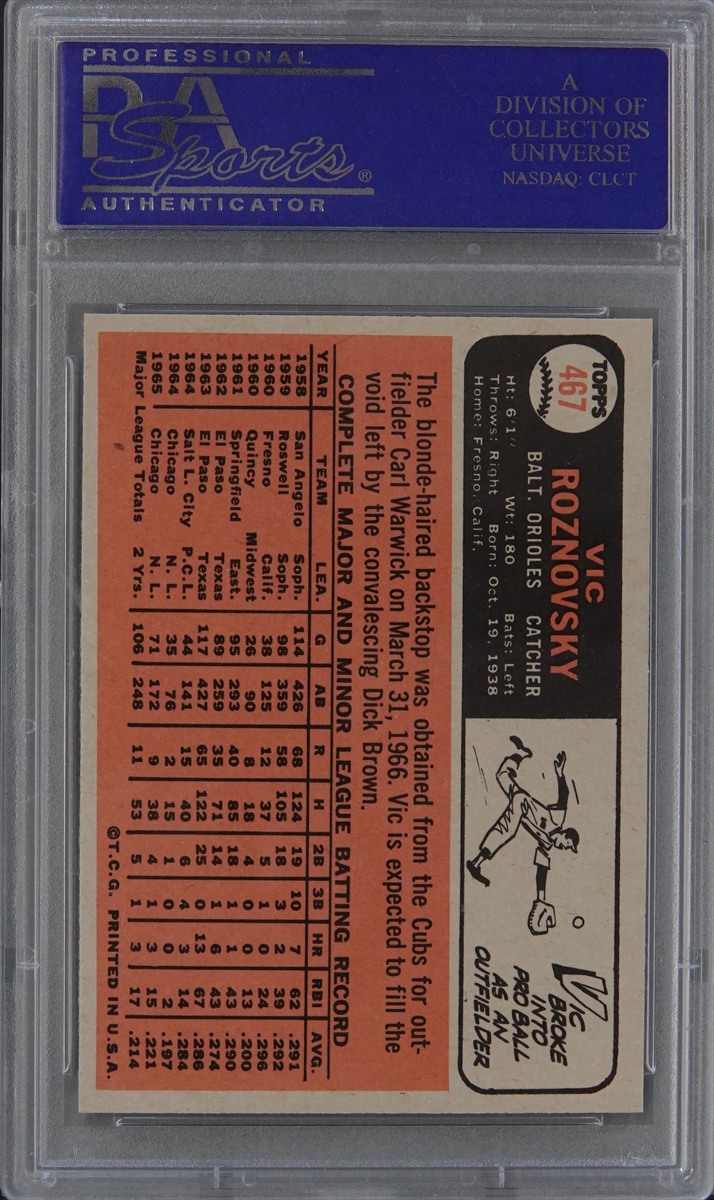 PROFESSIONAL
PSA
Sports®
AUTHENTICATOR
A
DIVISION OF
COLLECTORS
UNIVERSE
NASDAQ: CLCT
TOPPS
467
VIC
ROZNOVSKY
BALT. ORIOLES CATCHER
Ht: 6'1" Wt: 180 Bats: Left
Throws: Right Born: Oct. 19, 1938
Home: Fresno, Calif.
VIC
BROKE
INTO
PRO BALL
AS AN
OUTFIELDER
The blonde-haired backstop was obtained from the Cubs for out-
fielder Carl Warwick on March 31, 1966. Vic is expected to fill the
void left by the convalescing Dick Brown.
COMPLETE MAJOR AND MINOR LEAGUE BATTING RECORD
YEAR TEAM LEA. G AB R H 2B 3B HR RBI AVG.
1958 San Angelo Soph. 114 426 68 124 19 10 7 62 .291
1959 Roswell Soph. 98 359 58 105 18 3 2 39 .292
1960 Fresno Calif. 38 125 12 37 5 1 0 24 .296
1960 Quincy Midwest 26 90 8 18 4 0 0 13 .200
1961 Springfield East. 95 293 40 85 18 1 1 43 .290
1962 El Paso Texas 89 259 35 71 14 1 6 43 .274
1963 El Paso Texas 117 427 65 122 25 0 13 67 .286
1964 Salt L. City P.C.L. 44 141 15 40 6 4 3 14 .284
1964 Chicago N. L. 35 76 2 15 1 0 0 2 .197
1965 Chicago N. L. 71 172 9 38 4 1 3 15 .221
Major League Totals 2 Yrs. 106 248 11 53 5 1 3 17 .214
©T.C.G. PRINTED IN U.S.A.